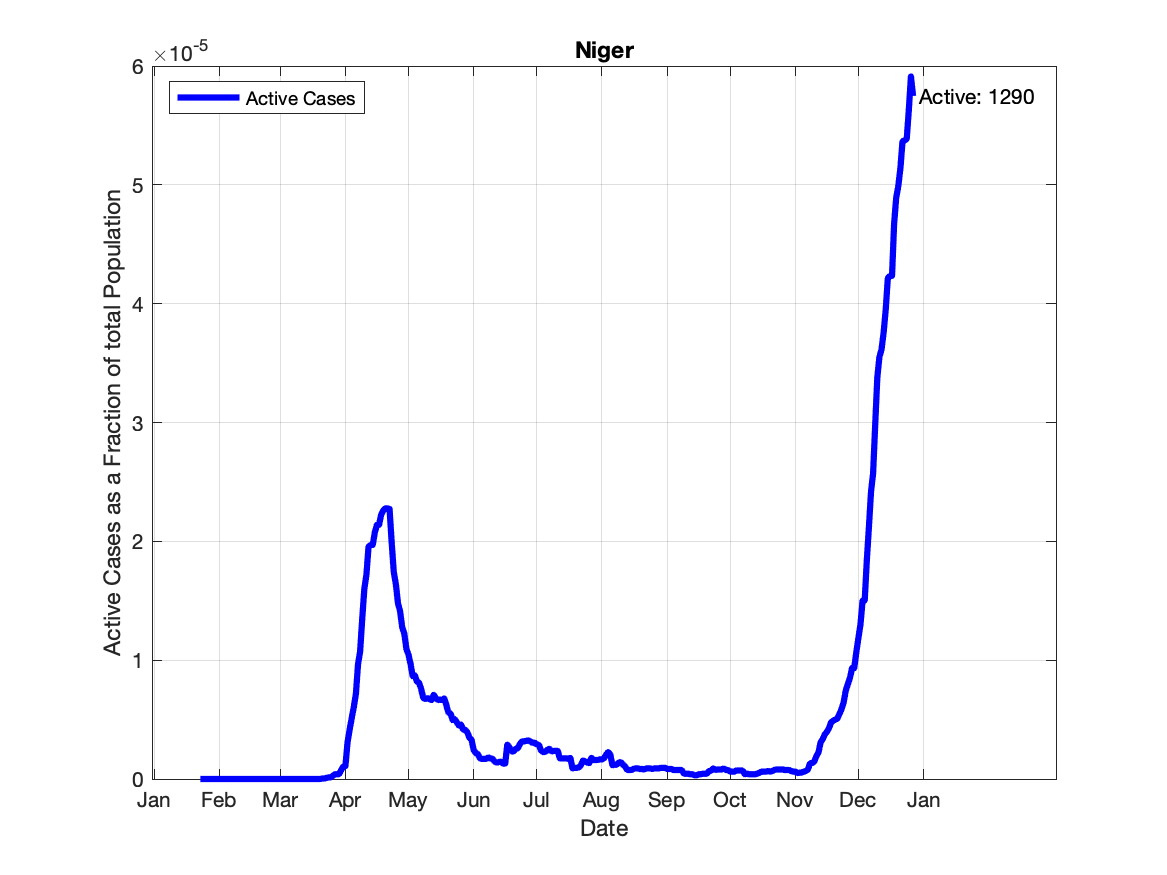 Niger
×10-5
Active Cases
Active: 1290
Active Cases as a Fraction of total Population
6
5
4
3
2
1
0
Jan Feb Mar Apr May Jun Jul Aug Sep Oct Nov Dec Jan
Date